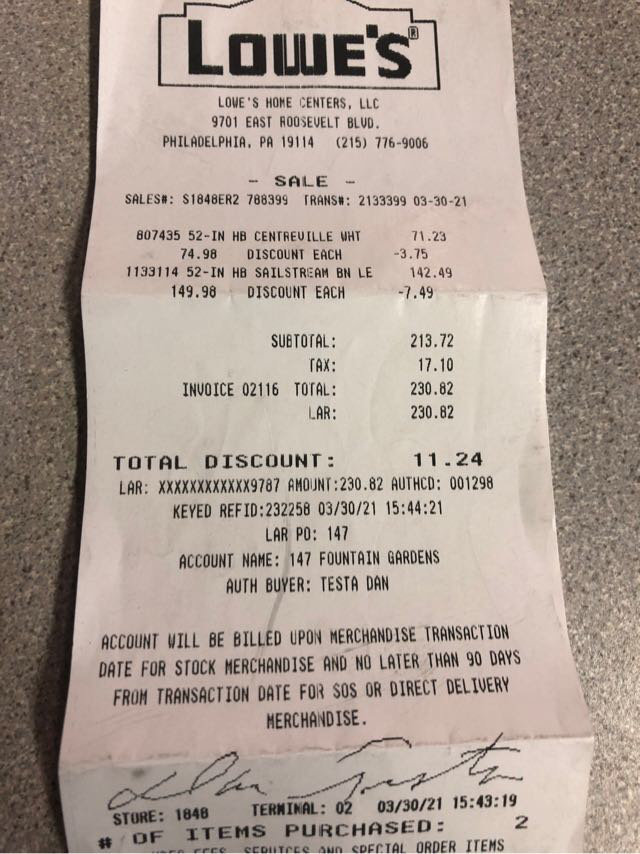 LOWE'S®
LOWE'S HOME CENTERS, LLC
9701 EAST ROOSEVELT BLVD.
PHILADELPHIA, PA 19114 (215) 776-9006
- SALE -
SALES#: S1848ER2 788399 TRANS#: 2133399 03-30-21
807435 52-IN HB CENTREVILLE WHT 71.23
74.98 DISCOUNT EACH -3.75
1133114 52-IN HB SAILSTREAM BN LE 142.49
149.98 DISCOUNT EACH -7.49
SUBTOTAL: 213.72
TAX: 17.10
INVOICE 02116 TOTAL: 230.82
LAR: 230.82
TOTAL DISCOUNT: 11.24
LAR: XXXXXXXXXXXX9787 AMOUNT:230.82 AUTHCD: 001298
KEYED REFID:232258 03/30/21 15:44:21
LAR PO: 147
ACCOUNT NAME: 147 FOUNTAIN GARDENS
AUTH BUYER: TESTA DAN
ACCOUNT WILL BE BILLED UPON MERCHANDISE TRANSACTION
DATE FOR STOCK MERCHANDISE AND NO LATER THAN 90 DAYS
FROM TRANSACTION DATE FOR SOS OR DIRECT DELIVERY
MERCHANDISE.
STORE: 1848 TERMINAL: 02 03/30/21 15:43:19
# OF ITEMS PURCHASED: 2
FEES, SERVICES AND SPECIAL ORDER ITEMS